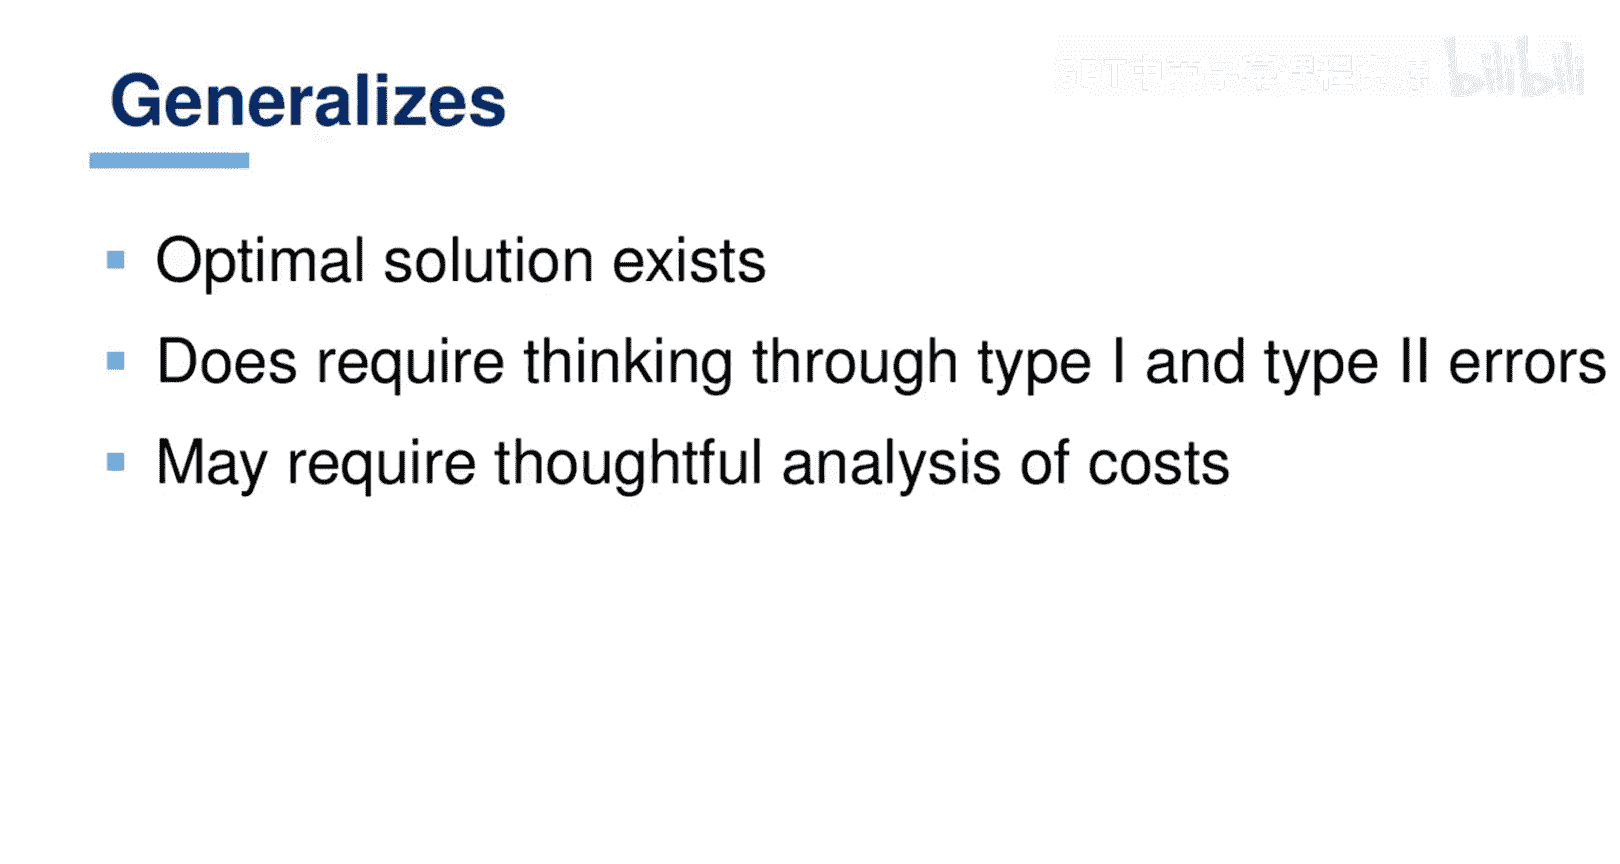 Generalizes
Optimal solution exists
Does require thinking through type I and type II errors
May require thoughtful analysis of costs
bilibili